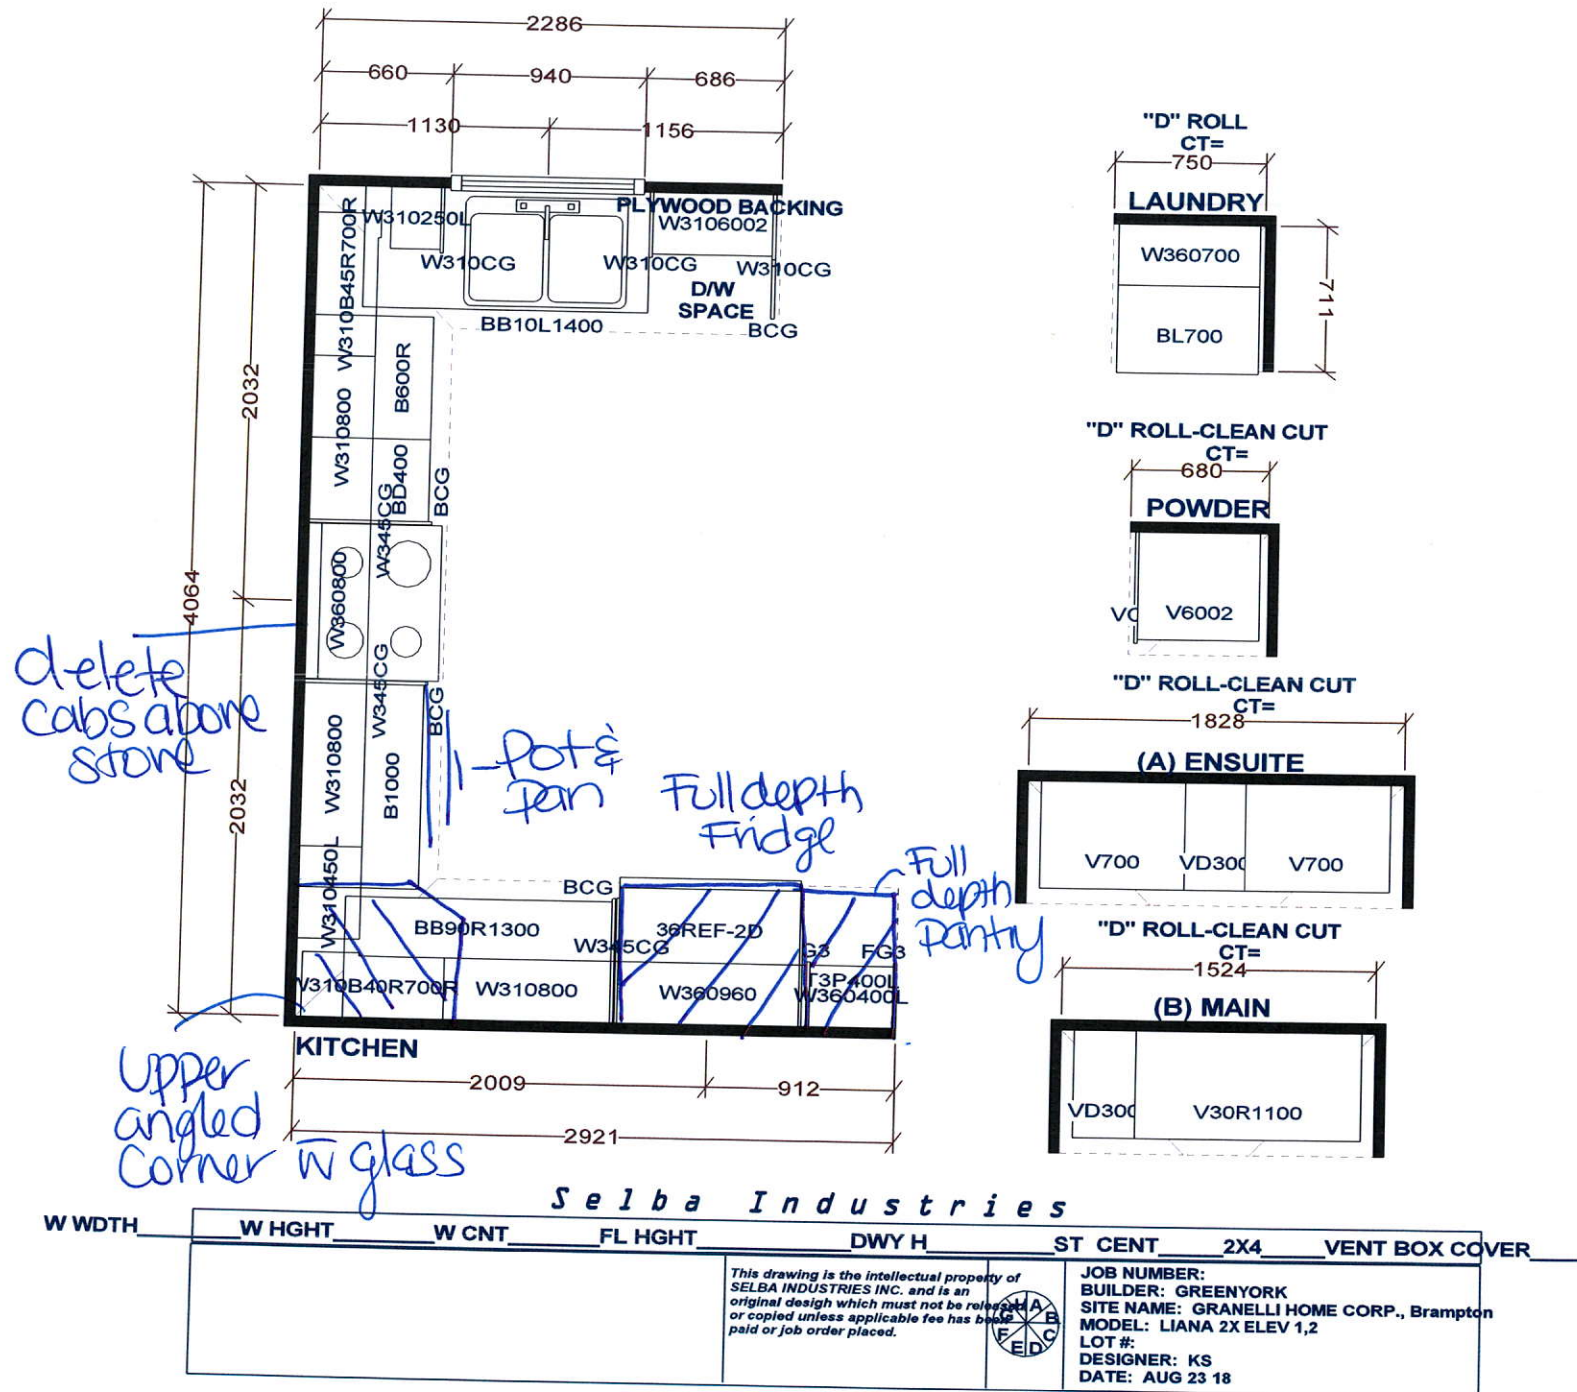 2286
660 940 686
1130 1156
PLYWOOD BACKING
W310250L
W3106002
W310CG
W310CG
W310CG
D/W
SPACE
BB10L1400
BCG
W310B45R700R
B600R
W310800
BD400
BCG
W345CG
W360800
W345CG
BCG
W310800
B1000
W310450L
2032
4064
2032
delete
cabs above
stove
Pot &
Pan
Full depth
Fridge
Full
depth
Pantry
BCG
BB90R1300
W345CG
36REF-2D
FG3
W310B40R700R
W310800
W360960
T3P400L
W360400L
KITCHEN
2009 912
2921
Upper
angled
Corner w̅ glass
"D" ROLL
CT=
750
LAUNDRY
W360700
BL700
711
"D" ROLL-CLEAN CUT
CT=
680
POWDER
V6002
"D" ROLL-CLEAN CUT
CT=
1828
(A) ENSUITE
V700 VD300 V700
"D" ROLL-CLEAN CUT
CT=
1524
(B) MAIN
VD300 V30R1100
Selba Industries
W WDTH W HGHT W CNT FL HGHT DWY H ST CENT 2X4 VENT BOX COVER
This drawing is the intellectual property of
SELBA INDUSTRIES INC. and is an
original desigh which must not be released
or copied unless applicable fee has been
paid or job order placed.
H A
G B
F C
E D
JOB NUMBER:
BUILDER: GREENYORK
SITE NAME: GRANELLI HOME CORP., Brampton
MODEL: LIANA 2X ELEV 1,2
LOT #:
DESIGNER: KS
DATE: AUG 23 18